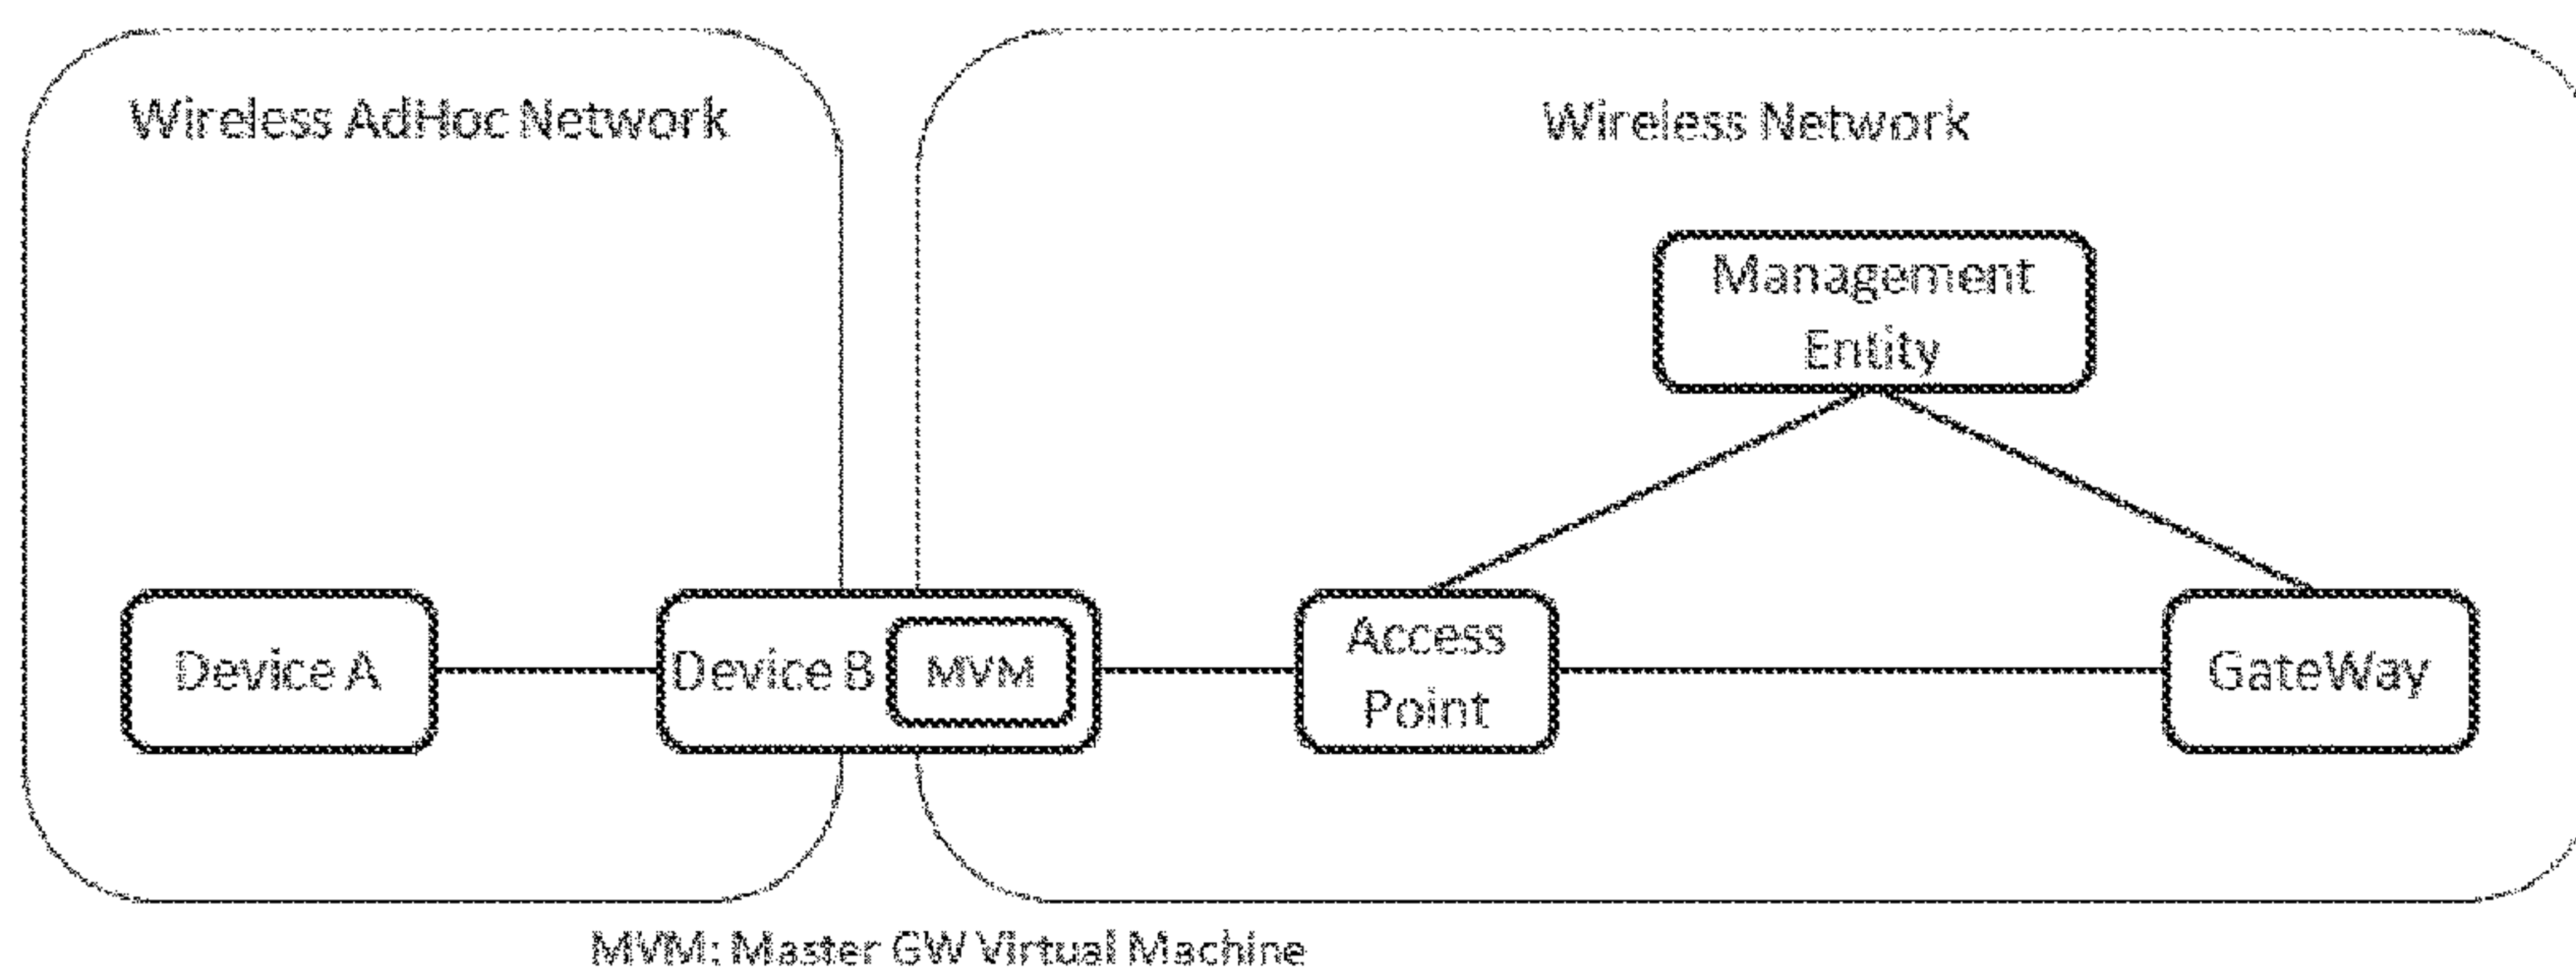 Wireless AdHoc Network
Wireless Network
Management
Entity
Device A
Device B
MVM
Access
Point
GateWay
MVM: Master GW Virtual Machine